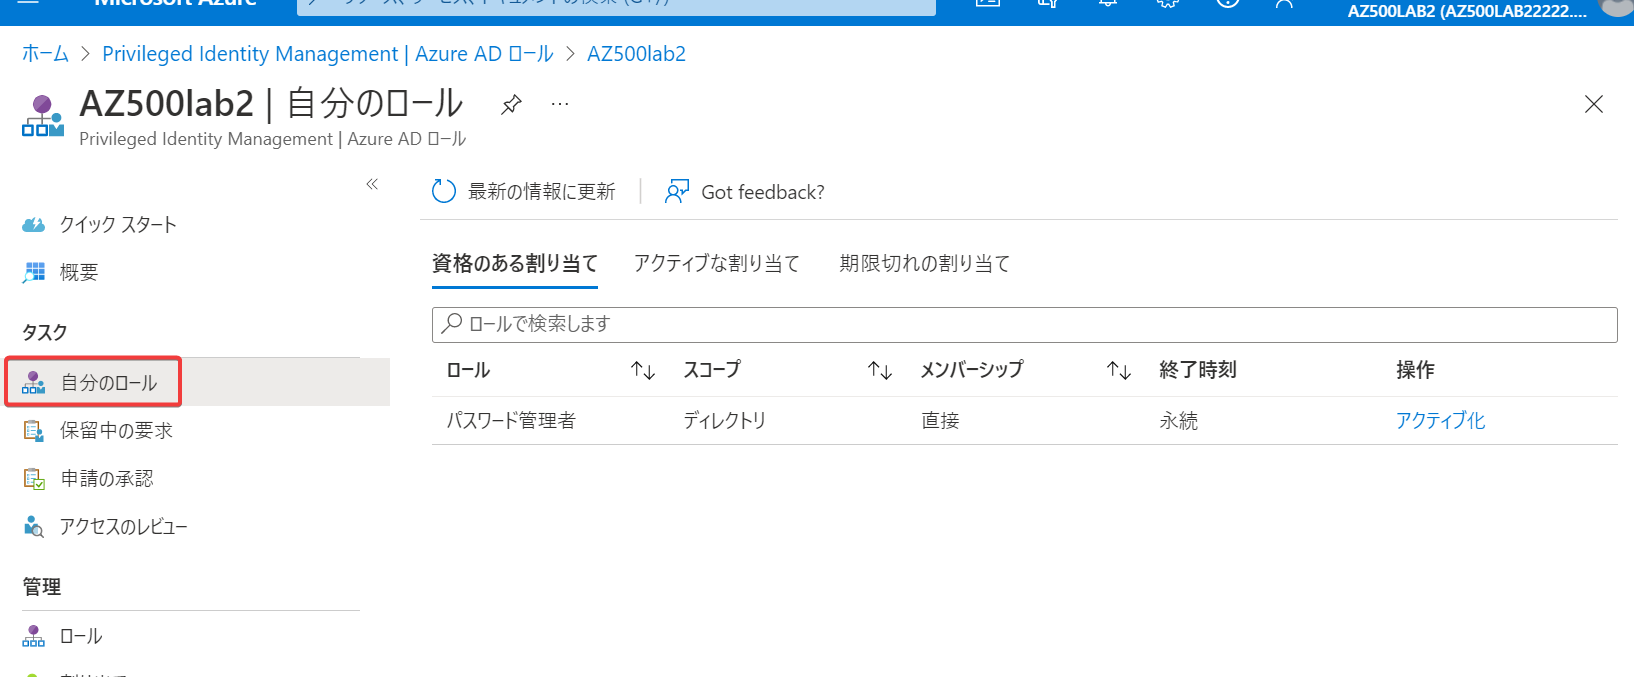 Microsoft Azure
AZ500LAB2 (AZ500LAB22222....
ホーム > Privileged Identity Management | Azure AD ロール > AZ500lab2
AZ500lab2 | 自分のロール
Privileged Identity Management | Azure AD ロール
最新の情報に更新
Got feedback?
クイック スタート
概要
タスク
自分のロール
保留中の要求
申請の承認
アクセスのレビュー
管理
ロール
資格のある割り当て アクティブな割り当て 期限切れの割り当て
ロールで検索します
ロール スコープ メンバーシップ 終了時刻 操作
パスワード管理者 ディレクトリ 直接 永続 アクティブ化